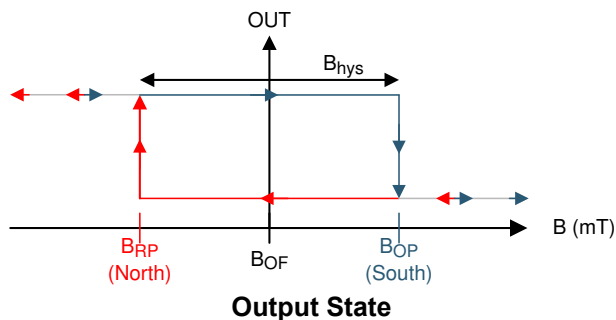 OUT
Bhys
B (mT)
BRP
(North)
BOF
BOP
(South)
Output State